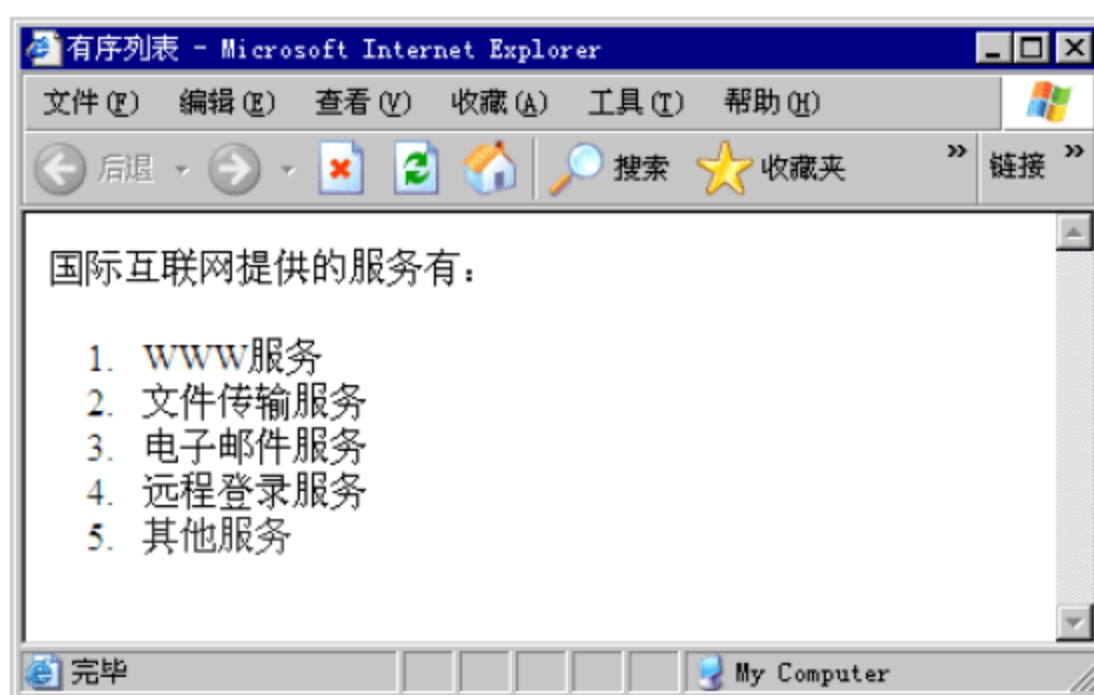 有序列表 - Microsoft Internet Explorer
文件(F) 编辑(E) 查看(V) 收藏(A) 工具(T) 帮助(H)
后退 搜索 收藏夹 » 链接 »
国际互联网提供的服务有：
1. WWW服务
2. 文件传输服务
3. 电子邮件服务
4. 远程登录服务
5. 其他服务
完毕 My Computer